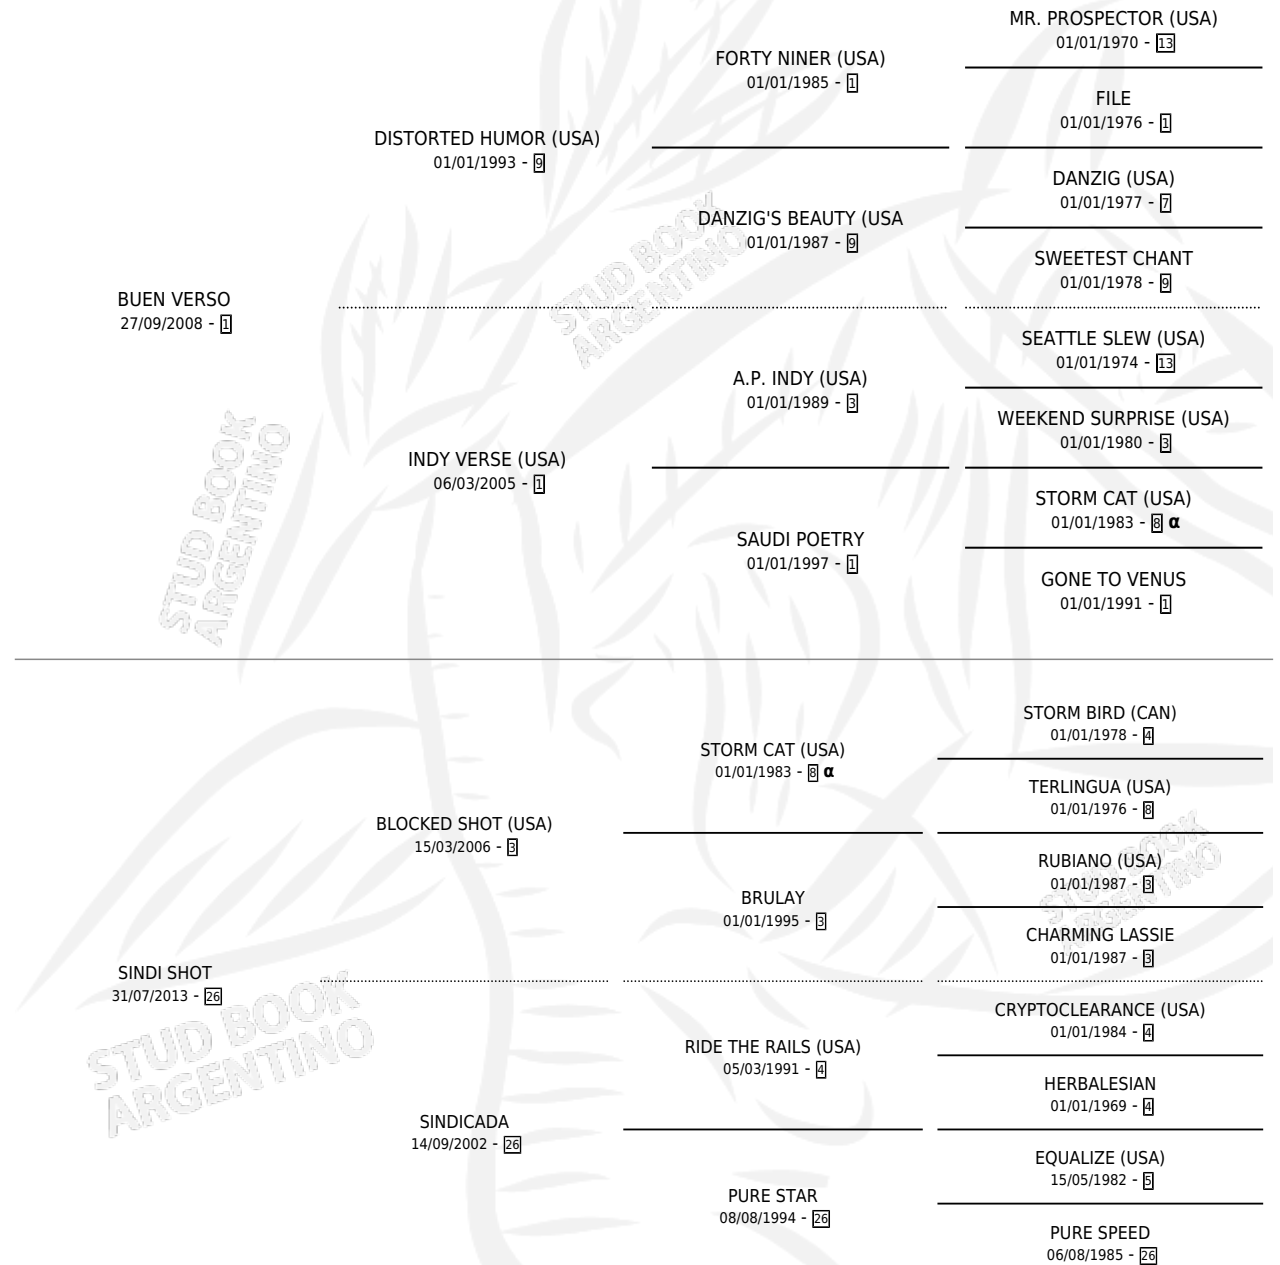 MR. PROSPECTOR (USA)
01/01/1970 - 13
FORTY NINER (USA)
01/01/1985 - 1
FILE
01/01/1976 - 1
DISTORTED HUMOR (USA)
01/01/1993 - 9
DANZIG (USA)
01/01/1977 - 7
DANZIG'S BEAUTY (USA
01/01/1987 - 9
SWEETEST CHANT
01/01/1978 - 9
BUEN VERSO
27/09/2008 - 1
SEATTLE SLEW (USA)
01/01/1974 - 13
A.P. INDY (USA)
01/01/1989 - 3
WEEKEND SURPRISE (USA)
01/01/1980 - 3
INDY VERSE (USA)
06/03/2005 - 1
STORM CAT (USA)
01/01/1983 - 8 α
SAUDI POETRY
01/01/1997 - 1
GONE TO VENUS
01/01/1991 - 1
STORM BIRD (CAN)
01/01/1978 - 4
STORM CAT (USA)
01/01/1983 - 8 α
TERLINGUA (USA)
01/01/1976 - 8
BLOCKED SHOT (USA)
15/03/2006 - 3
RUBIANO (USA)
01/01/1987 - 3
BRULAY
01/01/1995 - 3
CHARMING LASSIE
01/01/1987 - 3
SINDI SHOT
31/07/2013 - 26
CRYPTOCLEARANCE (USA)
01/01/1984 - 4
RIDE THE RAILS (USA)
05/03/1991 - 4
HERBALESIAN
01/01/1969 - 4
SINDICADA
14/09/2002 - 26
EQUALIZE (USA)
15/05/1982 - 5
PURE STAR
08/08/1994 - 26
PURE SPEED
06/08/1985 - 26
STUD BOOK
ARGENTINO
STUD BOOK
ARGENTINO
STUD BOOK
ARGENTINO
STUD BOOK
ARGENTINO